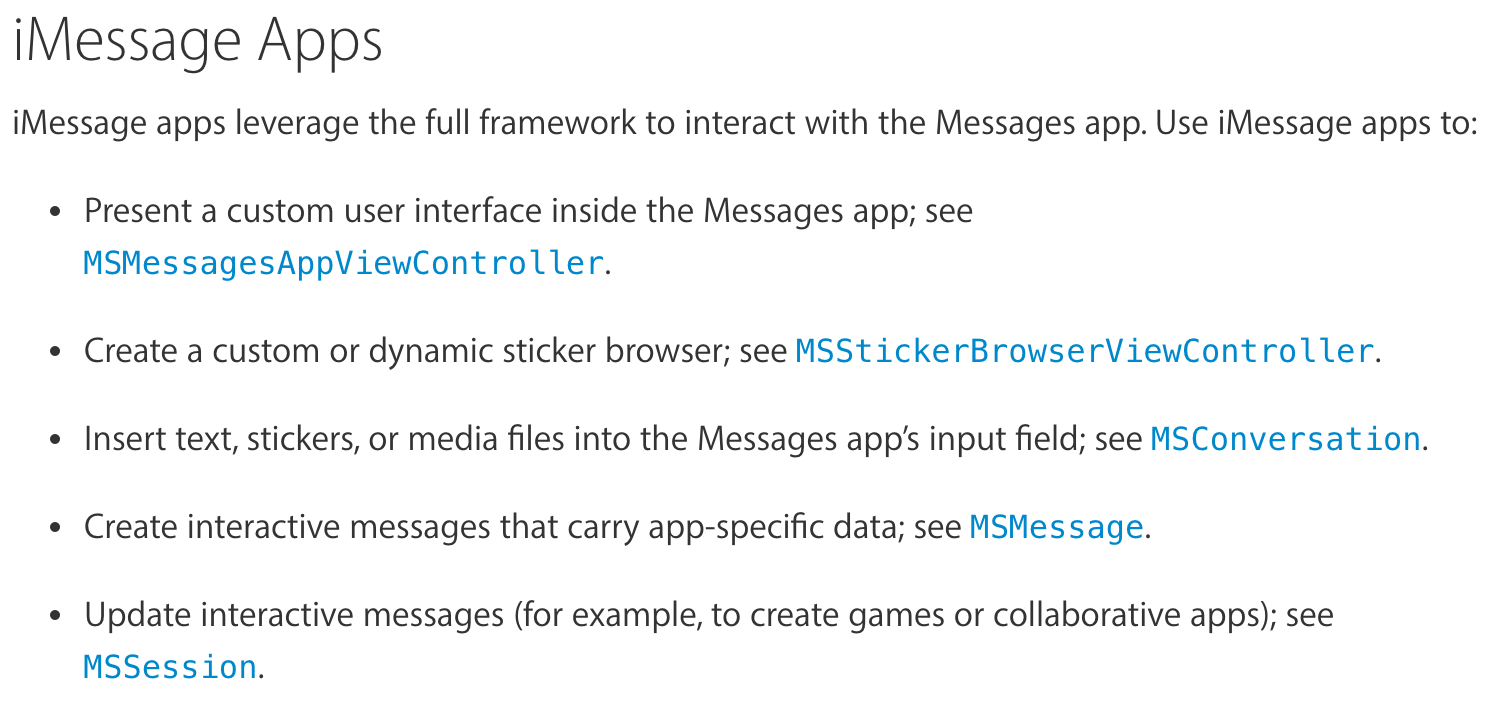 iMessage Apps
iMessage apps leverage the full framework to interact with the Messages app. Use iMessage apps to:
• Present a custom user interface inside the Messages app; see
MSMessagesAppViewController.
• Create a custom or dynamic sticker browser; see MSStickerBrowserViewController.
• Insert text, stickers, or media files into the Messages app’s input field; see MSConversation.
• Create interactive messages that carry app-specific data; see MSMessage.
• Update interactive messages (for example, to create games or collaborative apps); see
MSSession.